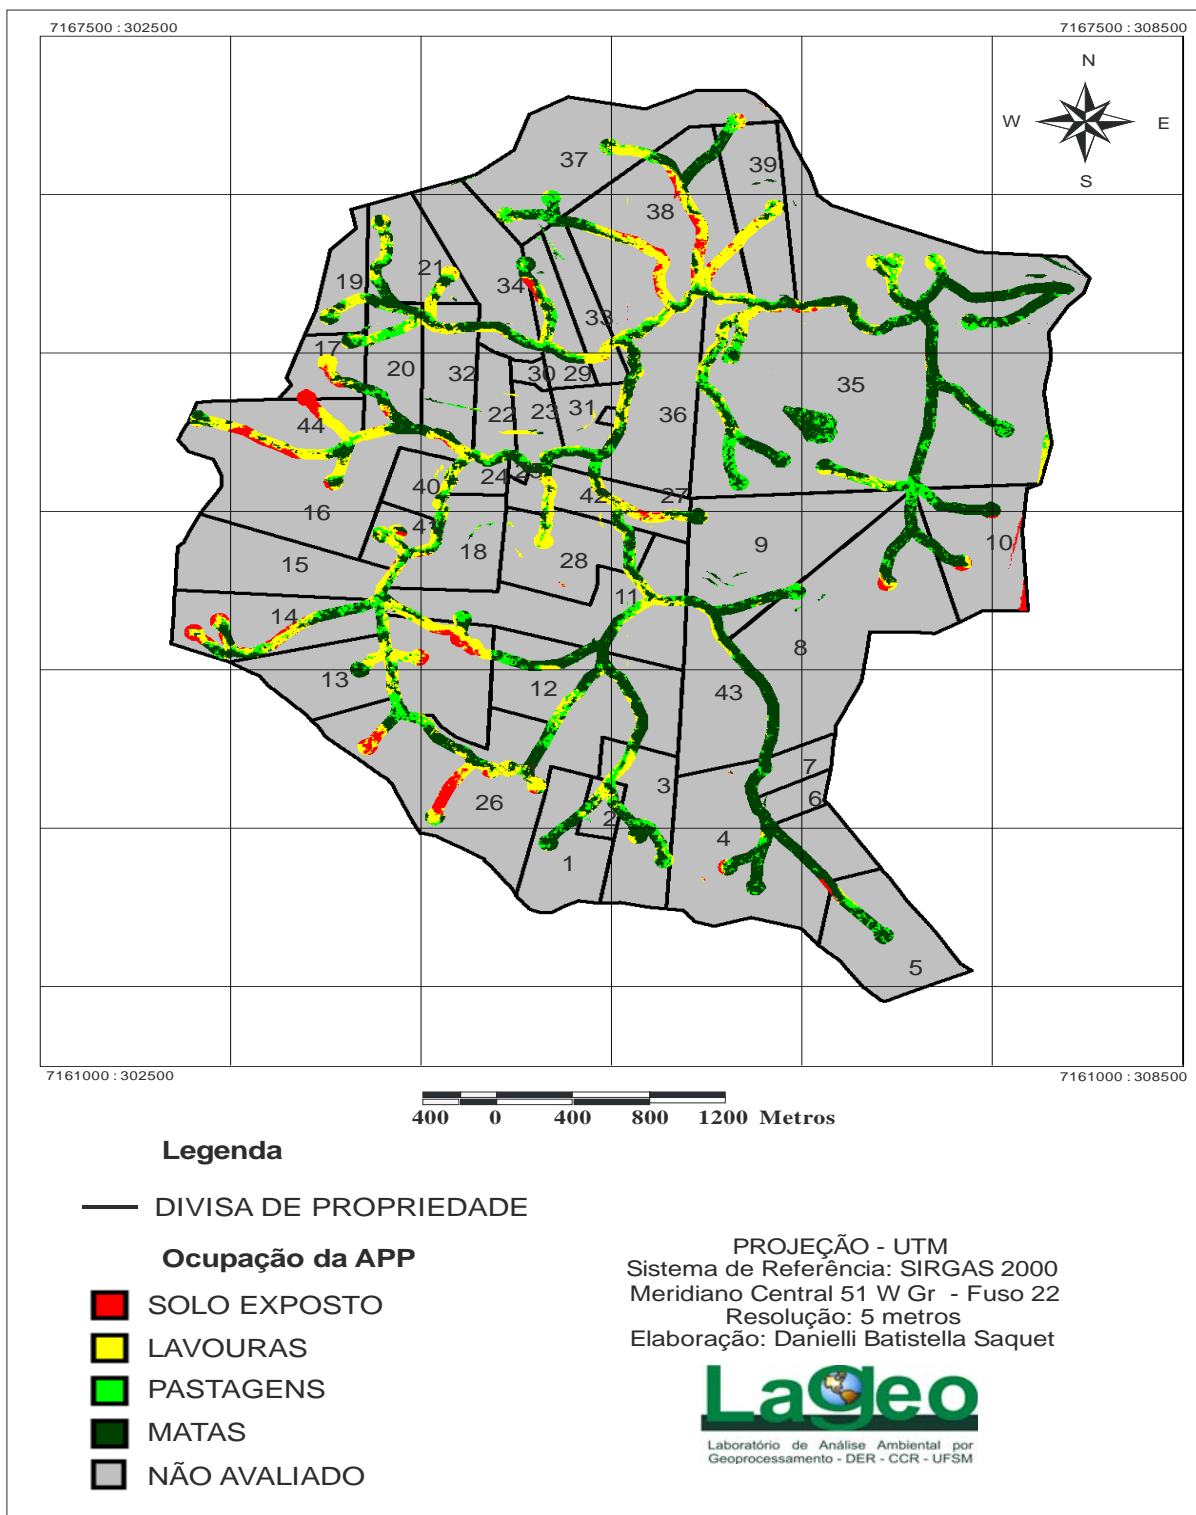 7167500 : 302500
7167500 : 308500
N
W
E
S
37
39
38
21
19
34
33
17
20
32
30
29
35
44
22
23
31
36
25
24
40
42
27
16
41
18
9
10
28
15
11
14
8
13
12
43
7
3
6
26
2
4
1
5
7161000 : 302500
7161000 : 308500
400 0 400 800 1200 Metros
Legenda
DIVISA DE PROPRIEDADE
Ocupação da APP
SOLO EXPOSTO
LAVOURAS
PASTAGENS
MATAS
NÃO AVALIADO
PROJEÇÃO - UTM
Sistema de Referência: SIRGAS 2000
Meridiano Central 51 W Gr - Fuso 22
Resolução: 5 metros
Elaboração: Danielli Batistella Saquet
Lageo
Laboratório de Análise Ambiental por
Geoprocessamento - DER - CCR - UFSM